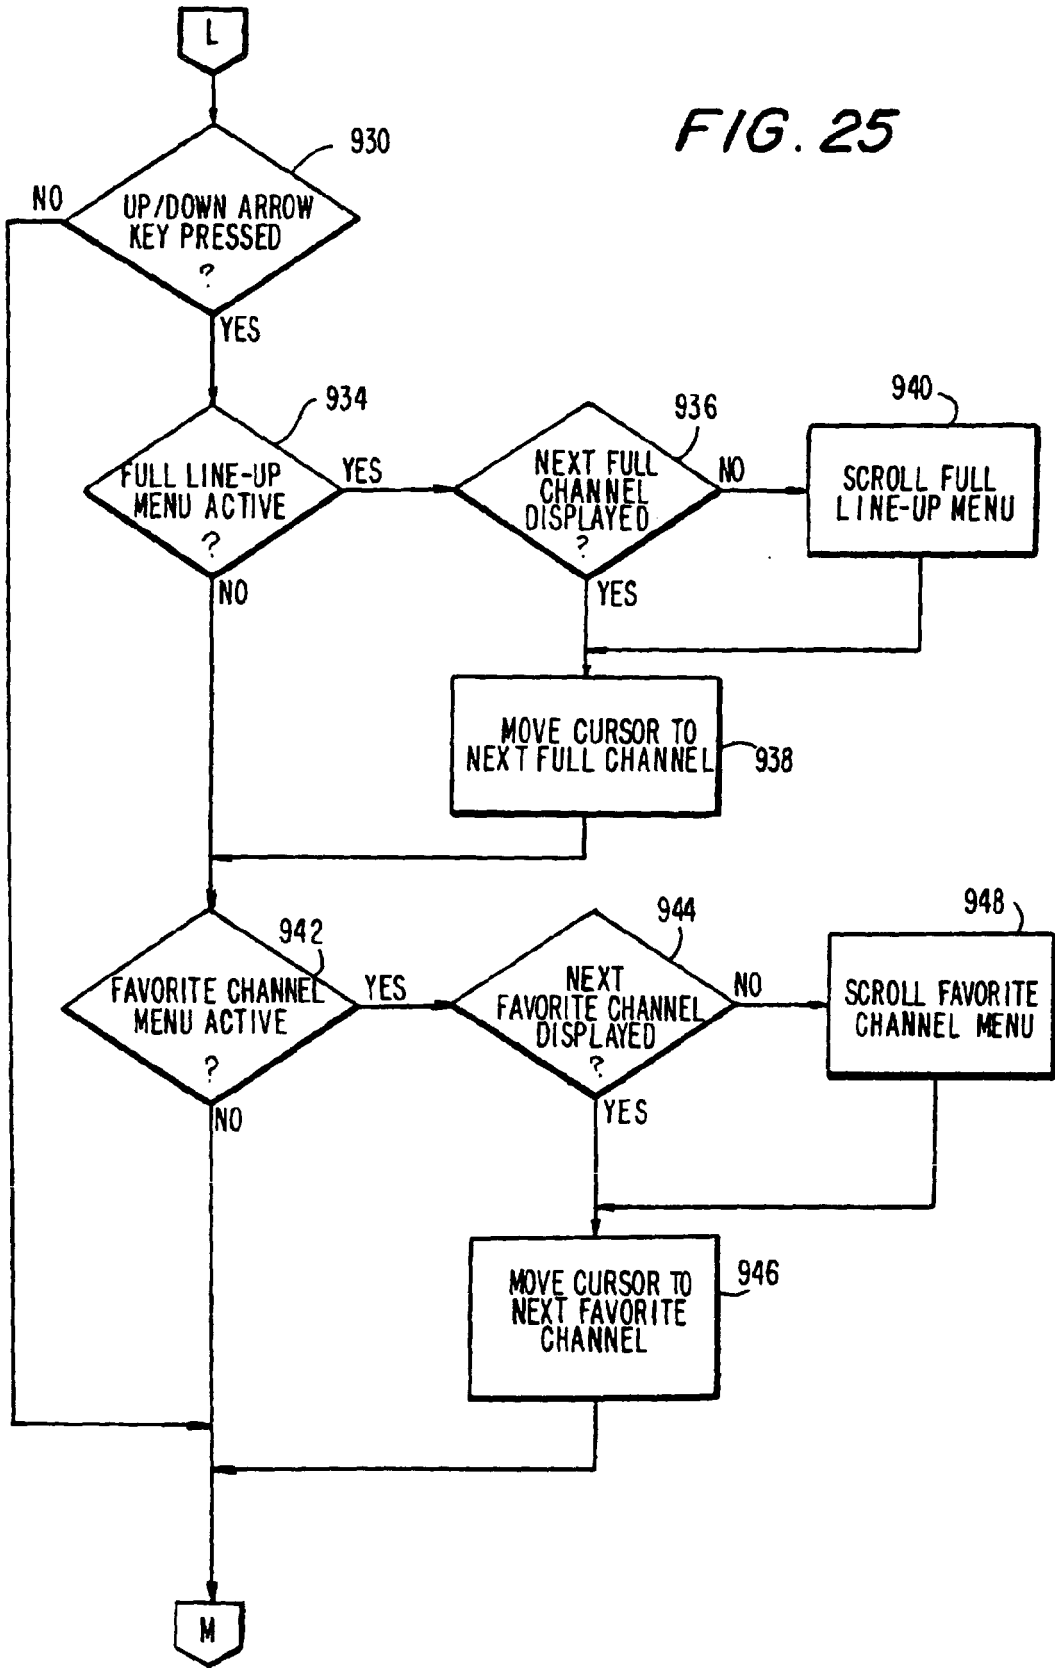 L
FIG. 25
930
NO
UP/DOWN ARROW
KEY PRESSED
?
YES
934
FULL LINE-UP
MENU ACTIVE
?
YES
NO
936
NEXT FULL
CHANNEL
DISPLAYED
?
NO
YES
940
SCROLL FULL
LINE-UP MENU
MOVE CURSOR TO
NEXT FULL CHANNEL
938
942
FAVORITE CHANNEL
MENU ACTIVE
?
YES
NO
944
NEXT
FAVORITE CHANNEL
DISPLAYED
?
NO
YES
948
SCROLL FAVORITE
CHANNEL MENU
MOVE CURSOR TO
NEXT FAVORITE
CHANNEL
946
M